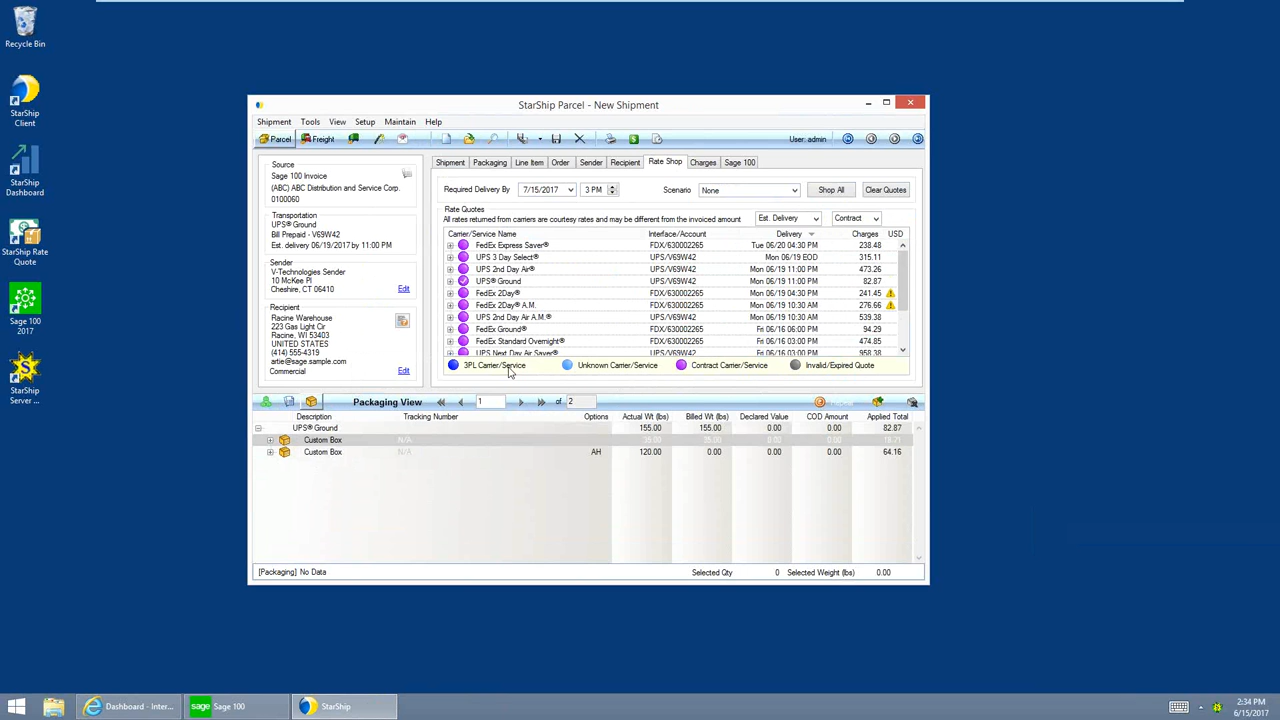 Recycle Bin
StarShip
Client
StarShip
Dashboard
StarShip Rate
Quote
Sage 100
2017
StarShip
Server ...
StarShip Parcel - New Shipment
Shipment Tools View Setup Maintain Help
Parcel Freight User: admin
Source
Sage 100 Invoice
(ABC) ABC Distribution and Service Corp.
0100060
Transportation
UPS® Ground
Bill Prepaid - V69W42
Est. delivery 06/19/2017 by 11:00 PM
Sender
V-Technologies Sender
10 McKee Pl
Cheshire, CT 06410 Edit
Recipient
Racine Warehouse
223 Gas Light Cir
Racine, WI 53403
UNITED STATES
(414) 555-4319
artie@sage.sample.com
Commercial Edit
Shipment Packaging Line Item Order Sender Recipient Rate Shop Charges Sage 100
Required Delivery By 7/15/2017 3 PM Scenario None Shop All Clear Quotes
Rate Quotes
All rates returned from carriers are courtesy rates and may be different from the invoiced amount Est. Delivery Contract
Carrier/Service Name Interface/Account Delivery Charges USD
FedEx Express Saver® FDX/630002265 Tue 06/20 04:30 PM 238.48
UPS 3 Day Select® UPS/V69W42 Mon 06/19 EOD 315.11
UPS 2nd Day Air® UPS/V69W42 Mon 06/19 11:00 PM 473.26
UPS® Ground UPS/V69W42 Mon 06/19 11:00 PM 82.87
FedEx 2Day® FDX/630002265 Mon 06/19 04:30 PM 241.45
FedEx 2Day® A.M. FDX/630002265 Mon 06/19 10:30 AM 276.66
UPS 2nd Day Air A.M.® UPS/V69W42 Mon 06/19 10:30 AM 539.38
FedEx Ground® FDX/630002265 Fri 06/16 06:00 PM 94.29
FedEx Standard Overnight® FDX/630002265 Fri 06/16 03:00 PM 474.85
UPS Next Day Air Saver® UPS/V69W42 Fri 06/16 03:00 PM 958.38
3PL Carrier/Service Unknown Carrier/Service Contract Carrier/Service Invalid/Expired Quote
Packaging View 1 of 2
Description Tracking Number Options Actual Wt (lbs) Billed Wt (lbs) Declared Value COD Amount Applied Total
UPS® Ground 155.00 155.00 0.00 0.00 82.87
Custom Box N/A 35.00 35.00 0.00 0.00 18.71
Custom Box N/A AH 120.00 0.00 0.00 0.00 64.16
[Packaging] No Data Selected Qty 0 Selected Weight (lbs) 0.00
Dashboard - Inter... sage Sage 100 StarShip
2:34 PM
6/15/2017